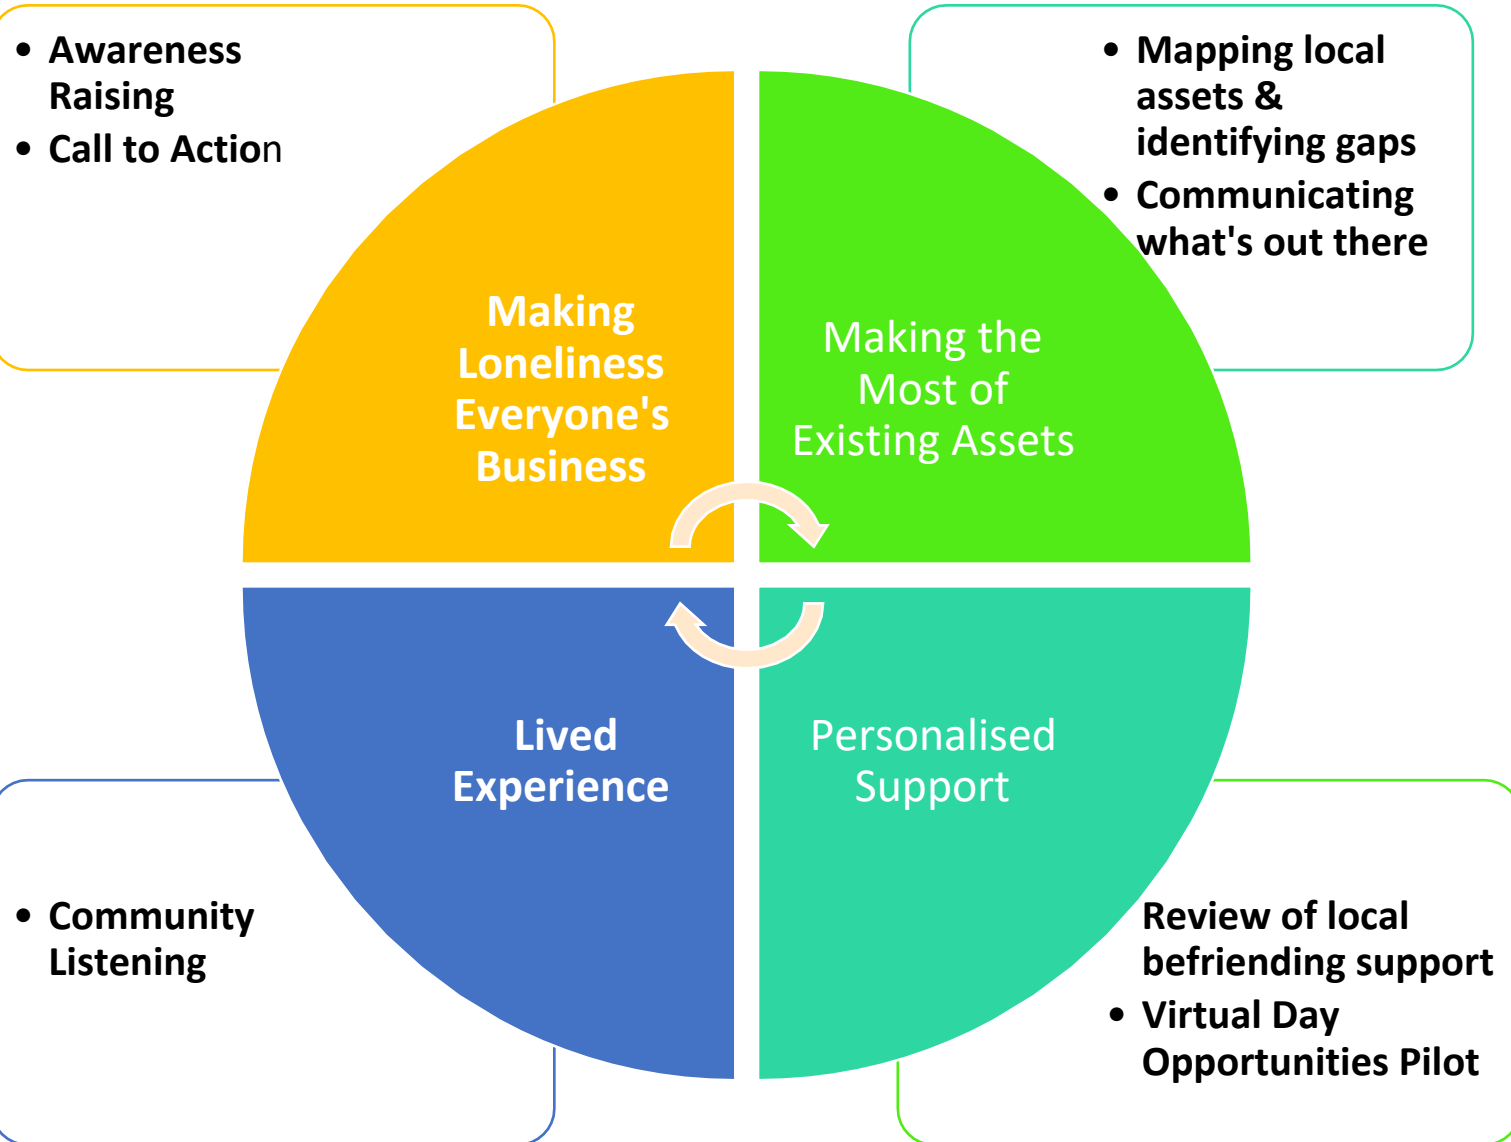 • Awareness
Raising
• Call to Action
• Mapping local
assets &
identifying gaps
• Communicating
what's out there
Making
Loneliness
Everyone's
Business
Making the
Most of
Existing Assets
Lived
Experience
Personalised
Support
• Community
Listening
Review of local
befriending support
• Virtual Day
Opportunities Pilot